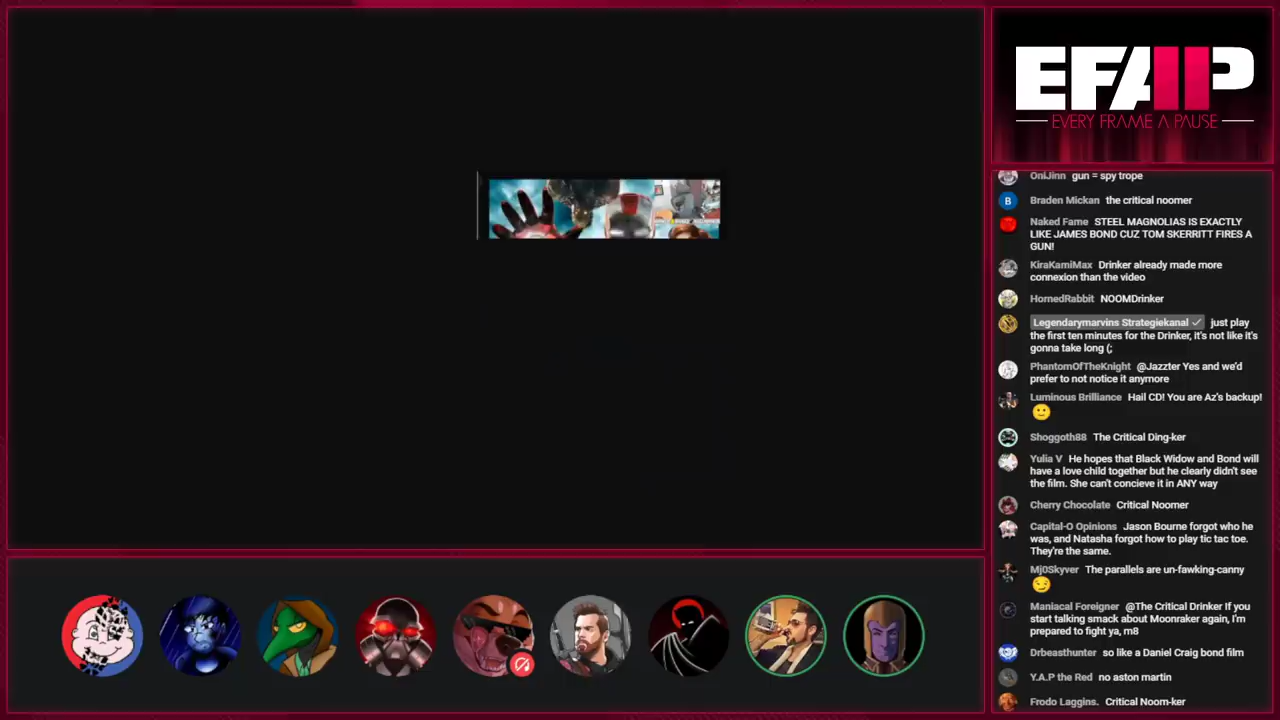 EFAP
EVERY FRAME A PAUSE
OniJinn gun = spy trope
Braden Mickan the critical noomer
Naked Fame STEEL MAGNOLIAS IS EXACTLY
LIKE JAMES BOND CUZ TOM SKERRITT FIRES A
GUN!
KiraKamiMax Drinker already made more
connexion than the video
HornedRabbit NOOMDrinker
Legendarymarvins Strategiekanal ✓ just play
the first ten minutes for the Drinker, it's not like it's
gonna take long (;
PhantomOfTheKnight @Jazzter Yes and we'd
prefer to not notice it anymore
Luminous Brilliance Hail CD! You are Az's backup!
Shoggoth88 The Critical Ding-ker
Yulia V He hopes that Black Widow and Bond will
have a love child together but he clearly didn't see
the film. She can't concieve it in ANY way
Cherry Chocolate Critical Noomer
Capital-O Opinions Jason Bourne forgot who he
was, and Natasha forgot how to play tic tac toe.
They're the same.
Mj0Skyver The parallels are un-fawking-canny
Maniacal Foreigner @The Critical Drinker If you
start talking smack about Moonraker again, I'm
prepared to fight ya, m8
Drbeasthunter so like a Daniel Craig bond film
Y.A.P the Red no aston martin
Frodo Laggins. Critical Noom-ker
B